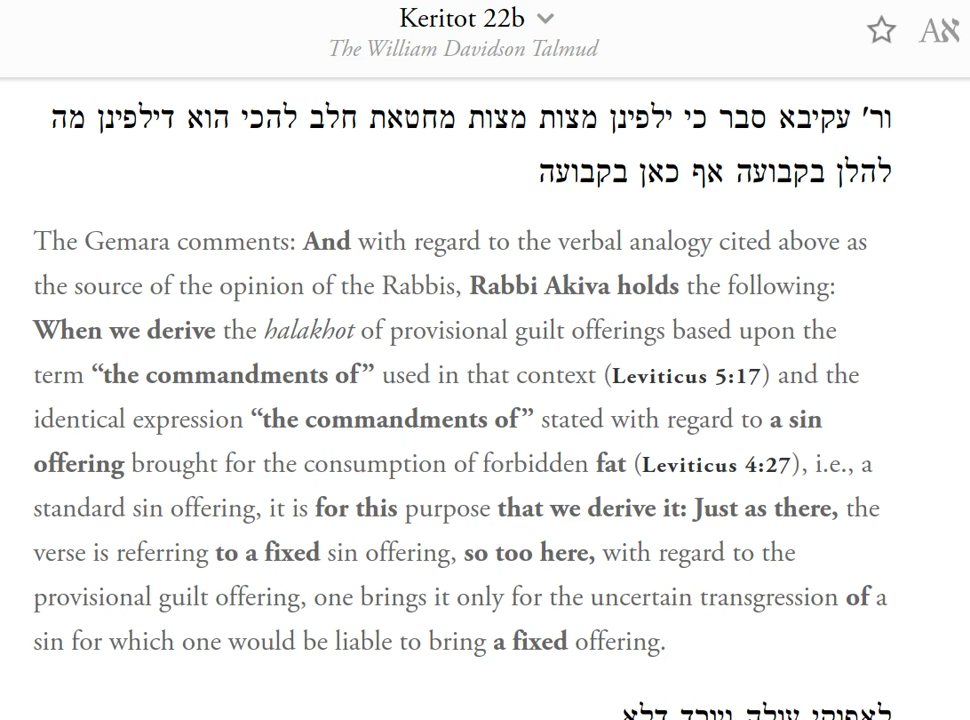 Keritot 22b
The William Davidson Talmud
Aא
ור' עקיבא סבר כי ילפינן מצות מצות מחטאת חלב להכי הוא דילפינן מה
להלן בקבועה אף כאן בקבועה
The Gemara comments: And with regard to the verbal analogy cited above as
the source of the opinion of the Rabbis, Rabbi Akiva holds the following:
When we derive the halakhot of provisional guilt offerings based upon the
term “the commandments of” used in that context (Leviticus 5:17) and the
identical expression “the commandments of” stated with regard to a sin
offering brought for the consumption of forbidden fat (Leviticus 4:27), i.e., a
standard sin offering, it is for this purpose that we derive it: Just as there, the
verse is referring to a fixed sin offering, so too here, with regard to the
provisional guilt offering, one brings it only for the uncertain transgression of a
sin for which one would be liable to bring a fixed offering.
לאפוקי עולה ויורד דלא